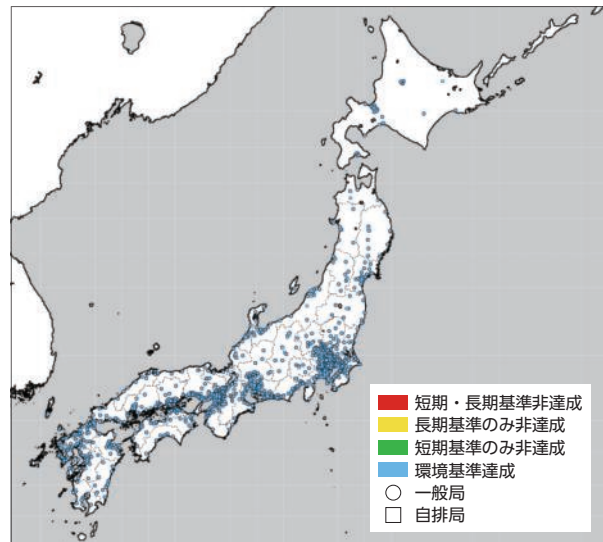 短期・長期基準非達成
長期基準のみ非達成
短期基準のみ非達成
環境基準達成
一般局
自排局